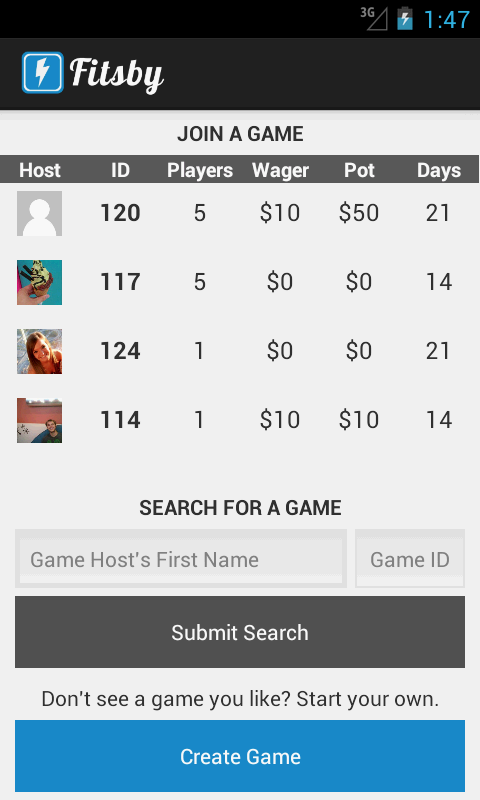 3G 1:47
Fitsby
JOIN A GAME
Host ID Players Wager Pot Days
120 5 $10 $50 21
117 5 $0 $0 14
124 1 $0 $0 21
114 1 $10 $10 14
SEARCH FOR A GAME
Game Host's First Name Game ID
Submit Search
Don't see a game you like? Start your own.
Create Game